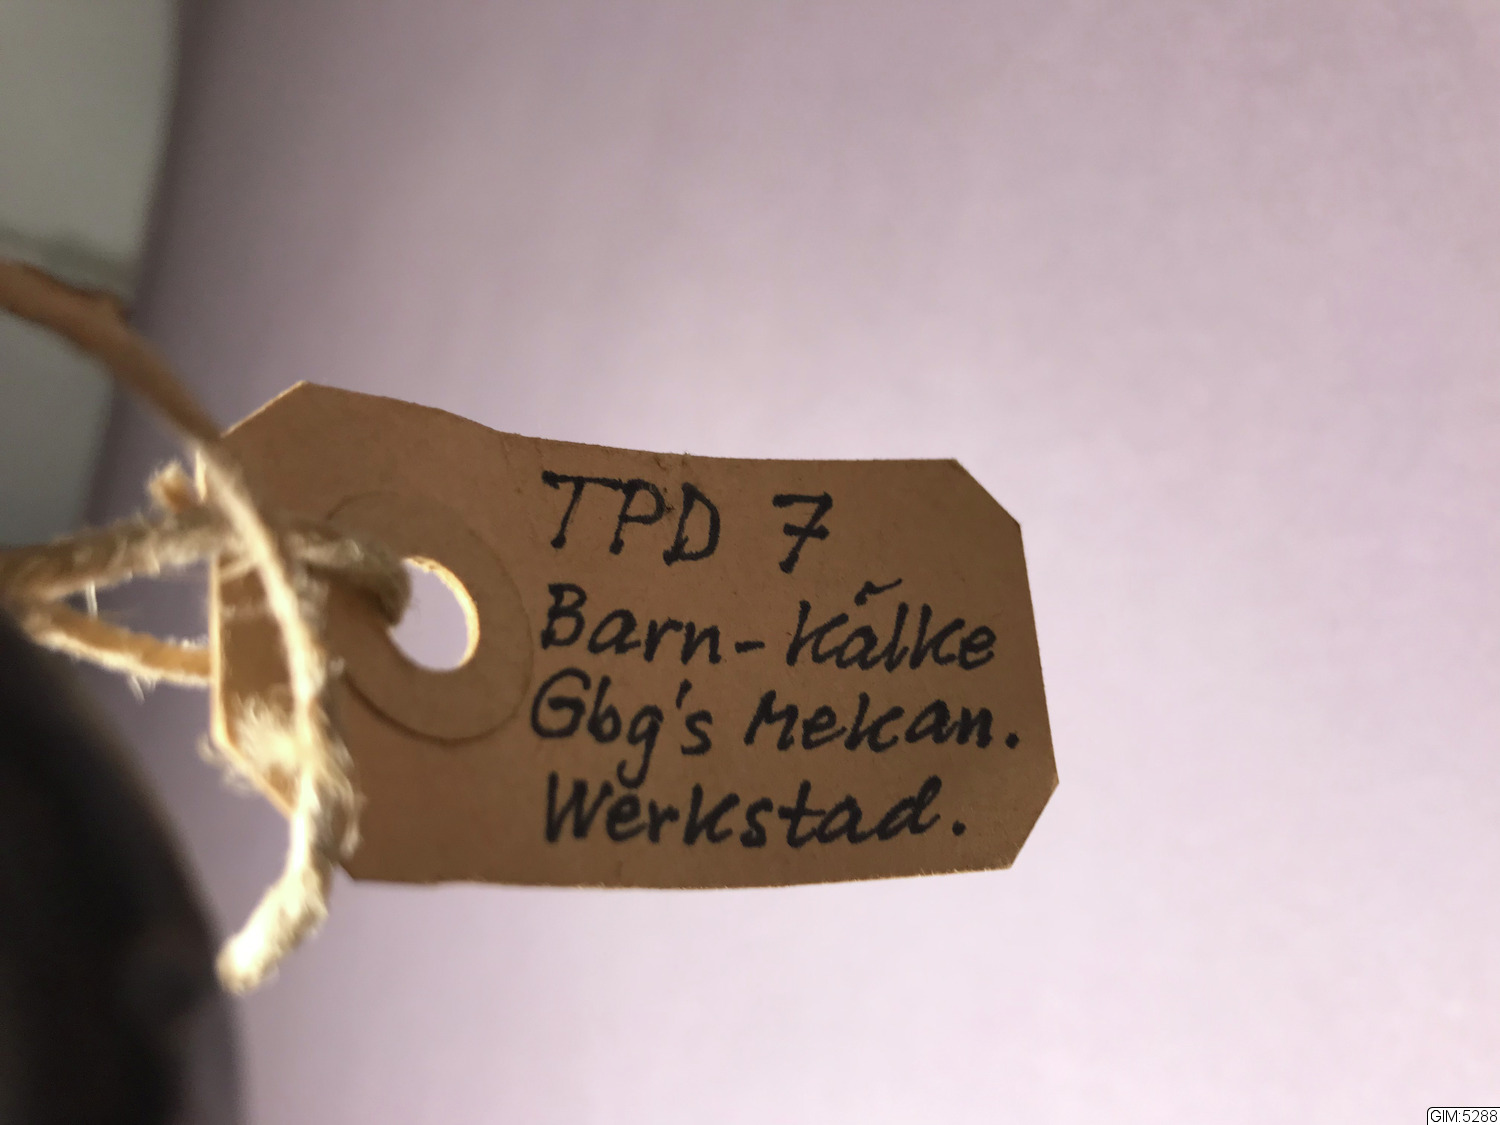 TPD 7
Barn-Kälke
Gbg's Mekan.
Werkstad.
GIM:5288